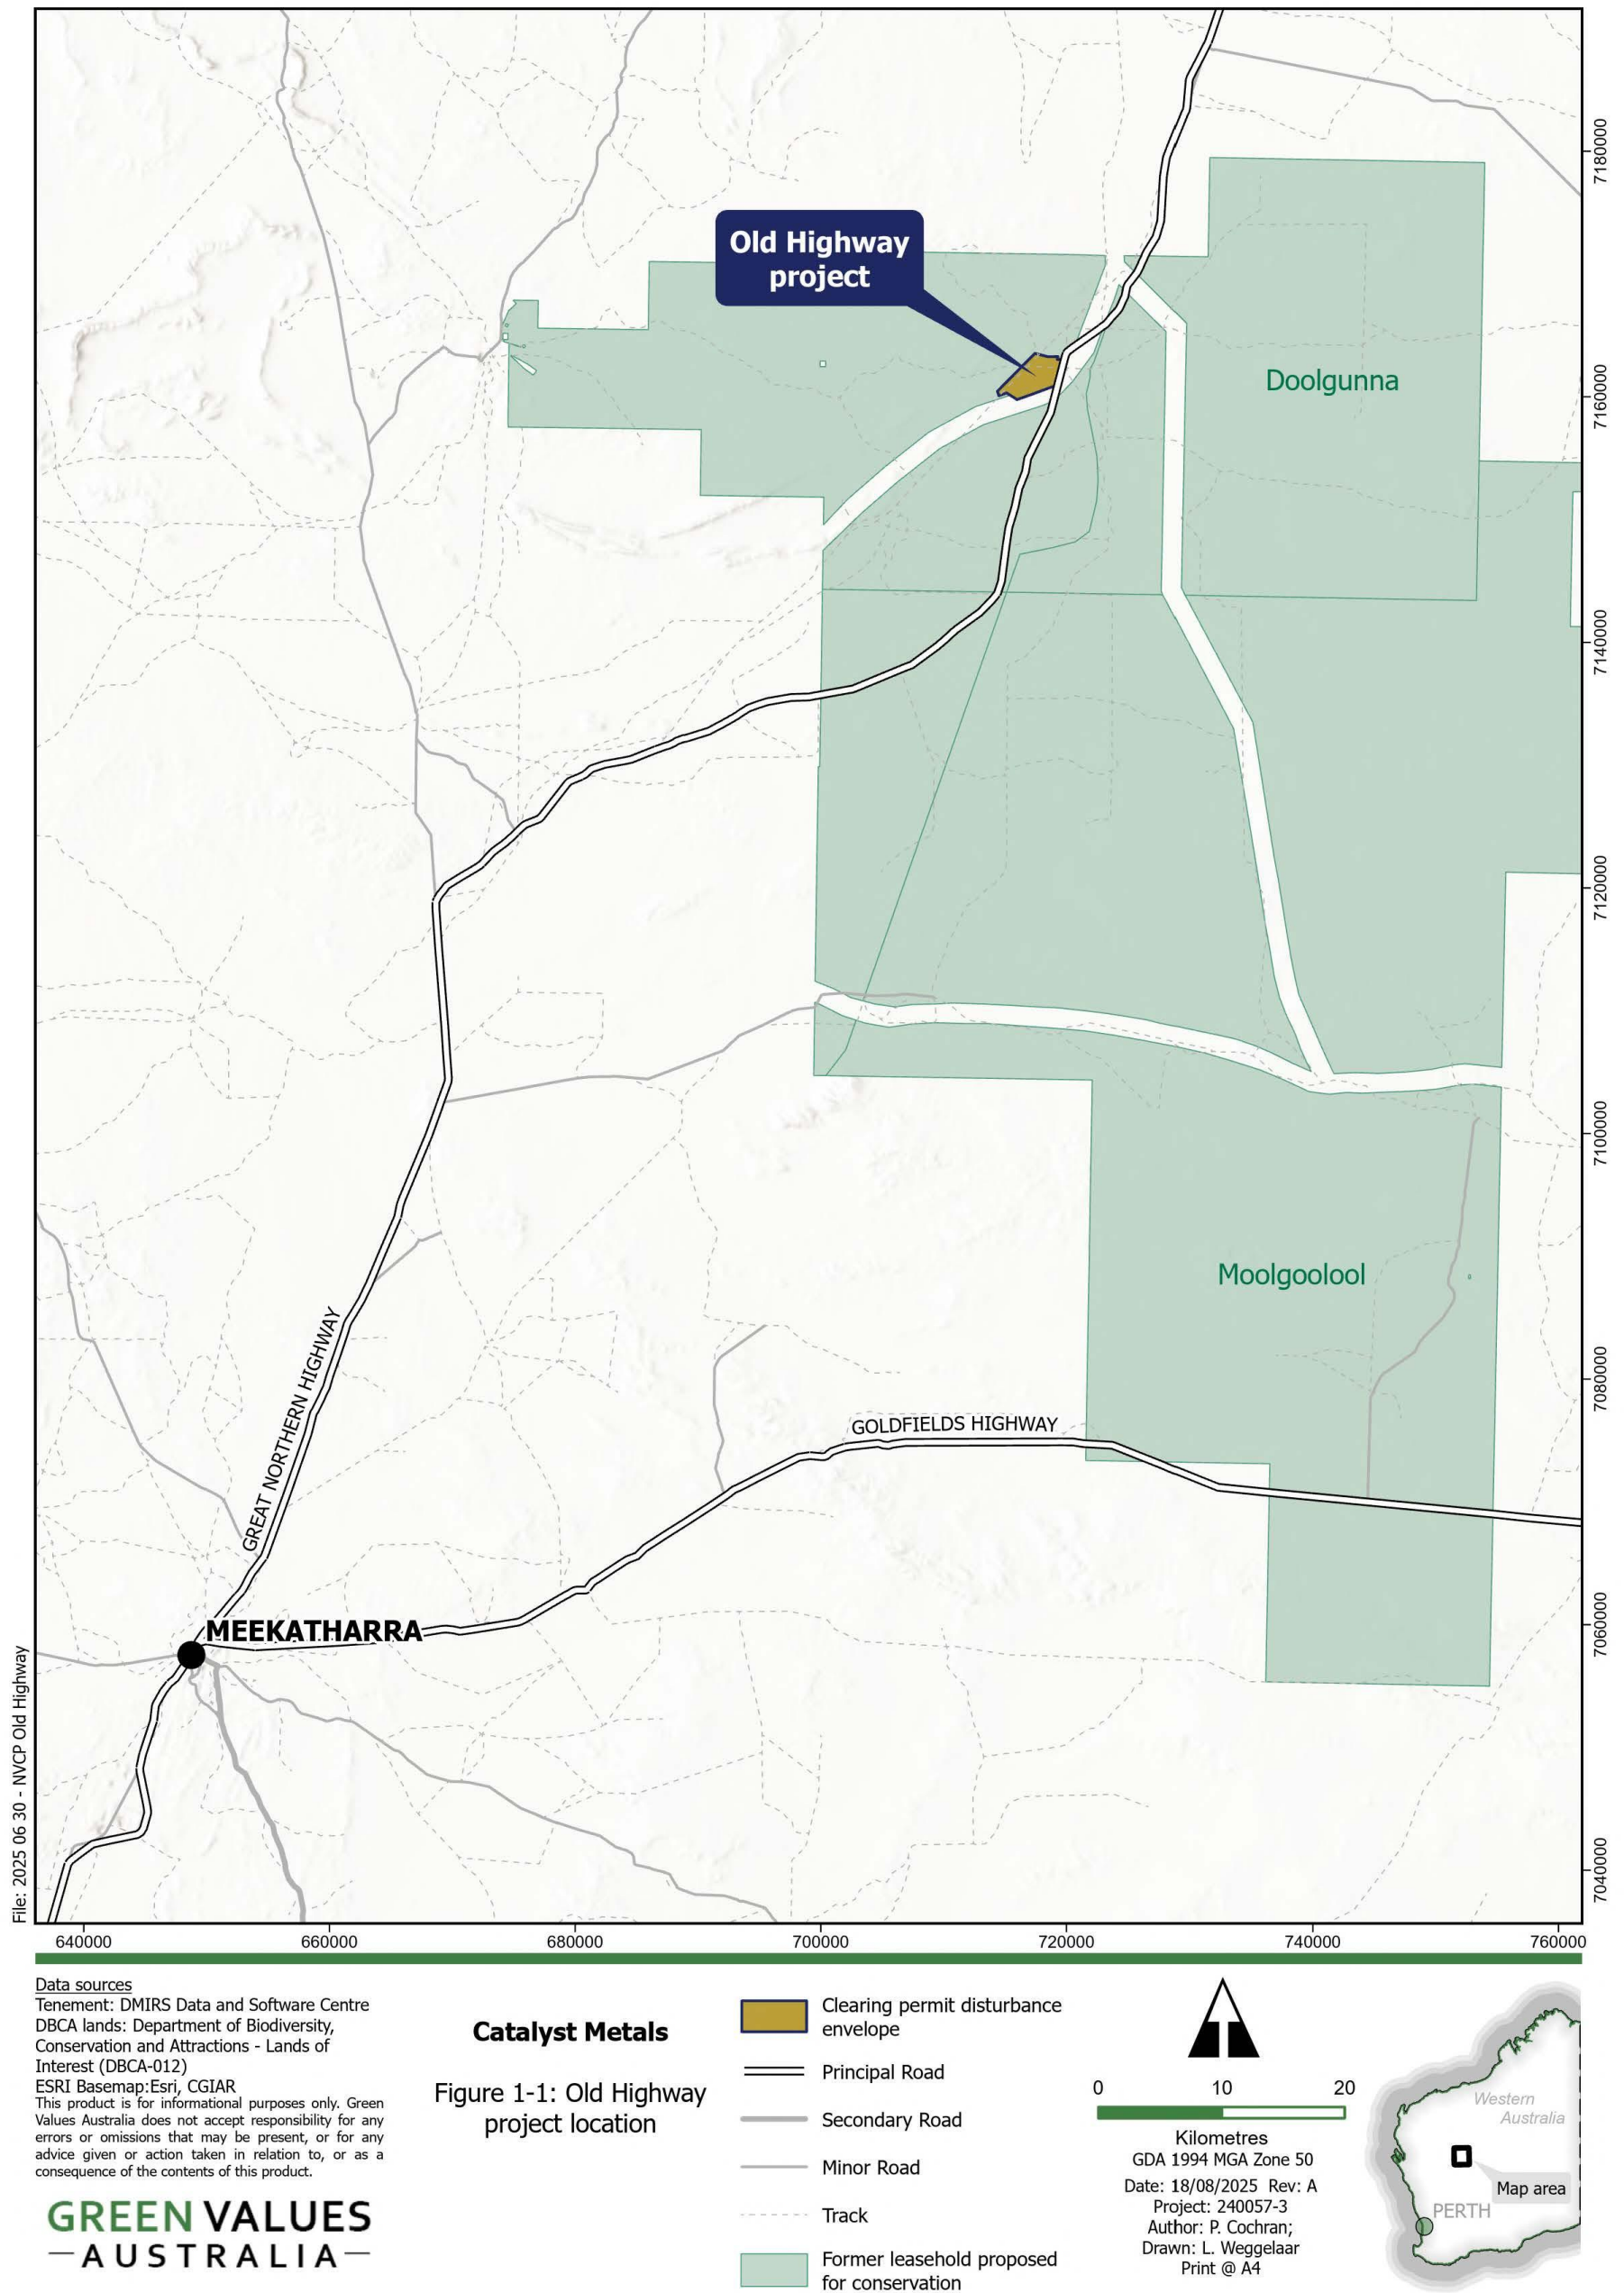 7180000
Old Highway
project
Doolgunna
7160000
7140000
7120000
7100000
Moolgoolool
GREAT NORTHERN HIGHWAY
7080000
GOLDFIELDS HIGHWAY
MEEKATHARRA
7060000
File: 2025 06 30 - NVCP Old Highway
7040000
640000 660000 680000 700000 720000 740000 760000
Data sources
Tenement: DMIRS Data and Software Centre
DBCA lands: Department of Biodiversity,
Conservation and Attractions - Lands of
Interest (DBCA-012)
ESRI Basemap:Esri, CGIAR
This product is for informational purposes only. Green
Values Australia does not accept responsibility for any
errors or omissions that may be present, or for any
advice given or action taken in relation to, or as a
consequence of the contents of this product.
GREEN VALUES
AUSTRALIA
Catalyst Metals
Figure 1-1: Old Highway
project location
Clearing permit disturbance
envelope
Principal Road
Secondary Road
Minor Road
Track
Former leasehold proposed
for conservation
0 10 20
Kilometres
GDA 1994 MGA Zone 50
Date: 18/08/2025 Rev: A
Project: 240057-3
Author: P. Cochran;
Drawn: L. Weggelaar
Print @ A4
Western
Australia
Map area
PERTH